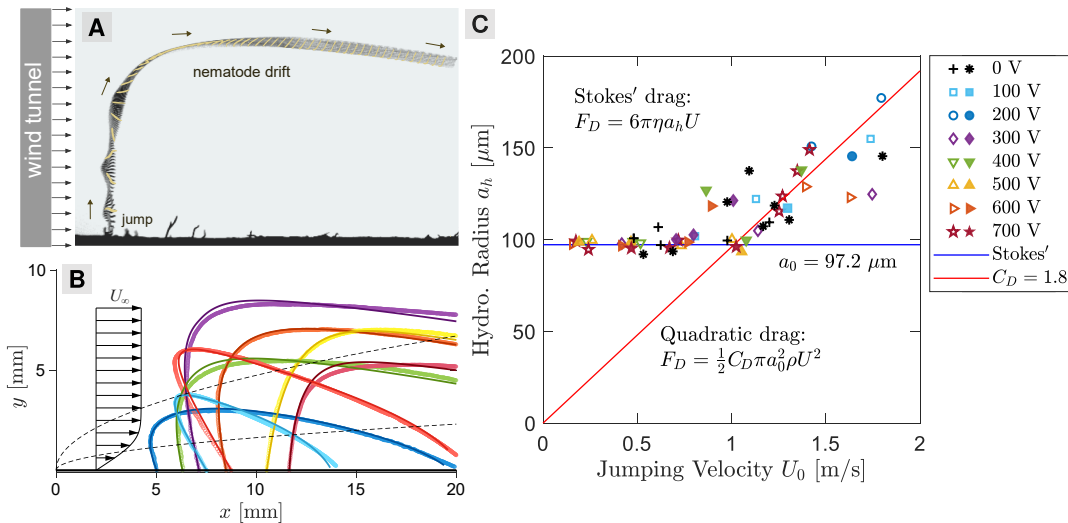 A
wind tunnel
nematode drift
jump
B
10
5
0
y [mm]
U∞
0
5
10
15
20
x [mm]
C
200
150
100
50
0
Hydro. Radius a_h [μm]
Stokes′ drag:
F_D = 6πηa_hU
a_0 = 97.2 μm
Quadratic drag:
F_D = ½C_Dπa_0²ρU²
0
0.5
1
1.5
2
Jumping Velocity U_0 [m/s]
0 V
100 V
200 V
300 V
400 V
500 V
600 V
700 V
Stokes′
C_D = 1.8